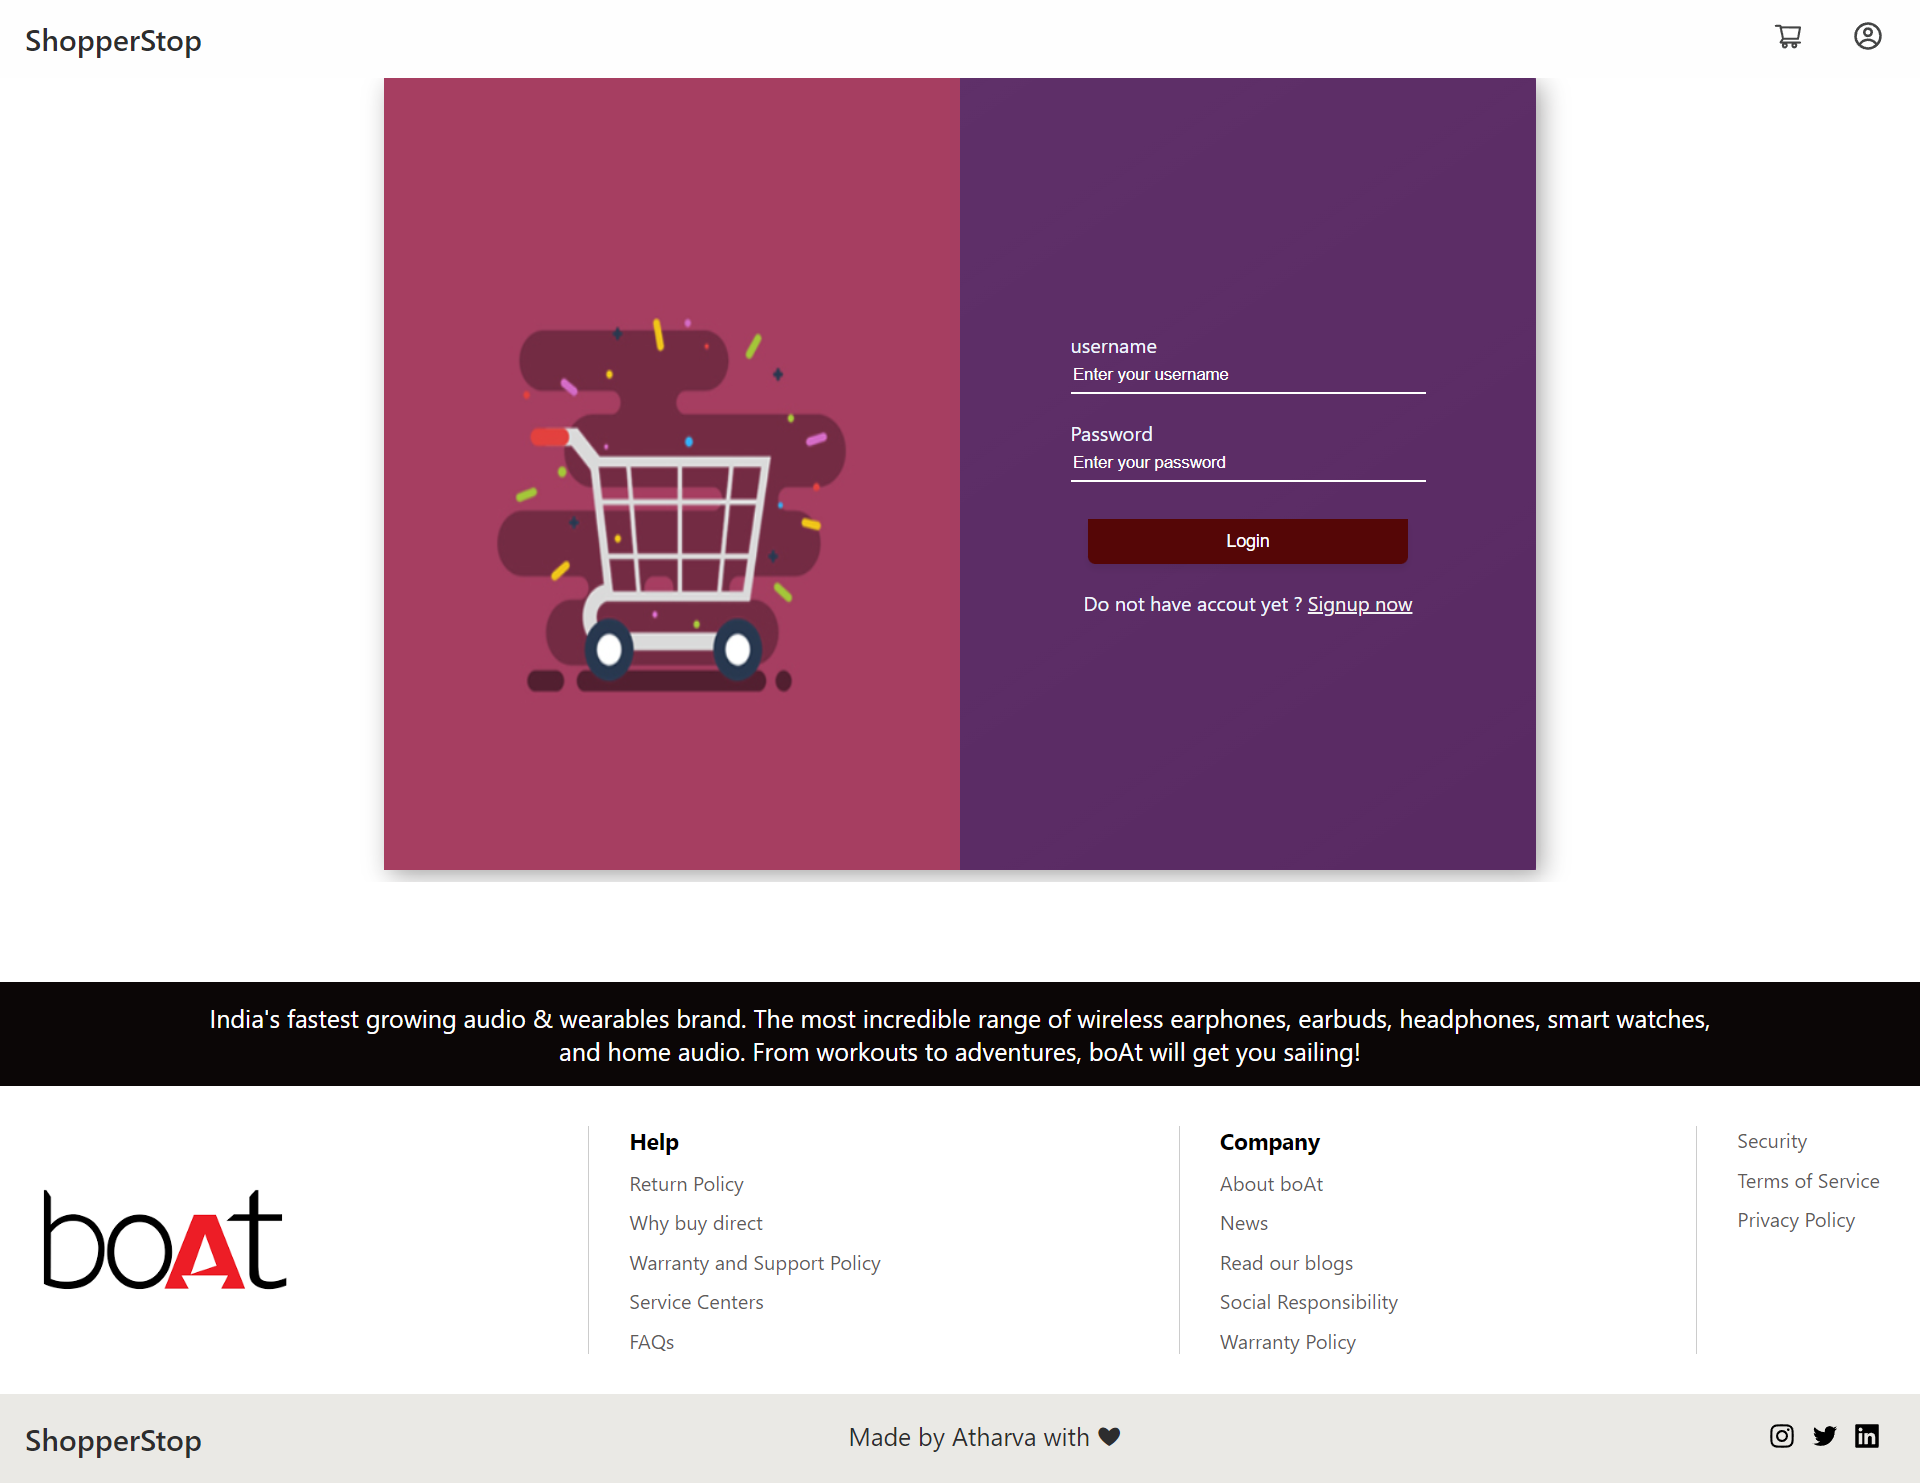 ShopperStop
username
Enter your username
Password
Enter your password
Login
Do not have accout yet ? Signup now
India's fastest growing audio & wearables brand. The most incredible range of wireless earphones, earbuds, headphones, smart watches,
and home audio. From workouts to adventures, boAt will get you sailing!
boAt
Help
Return Policy
Why buy direct
Warranty and Support Policy
Service Centers
FAQs
Company
About boAt
News
Read our blogs
Social Responsibility
Warranty Policy
Security
Terms of Service
Privacy Policy
ShopperStop
Made by Atharva with